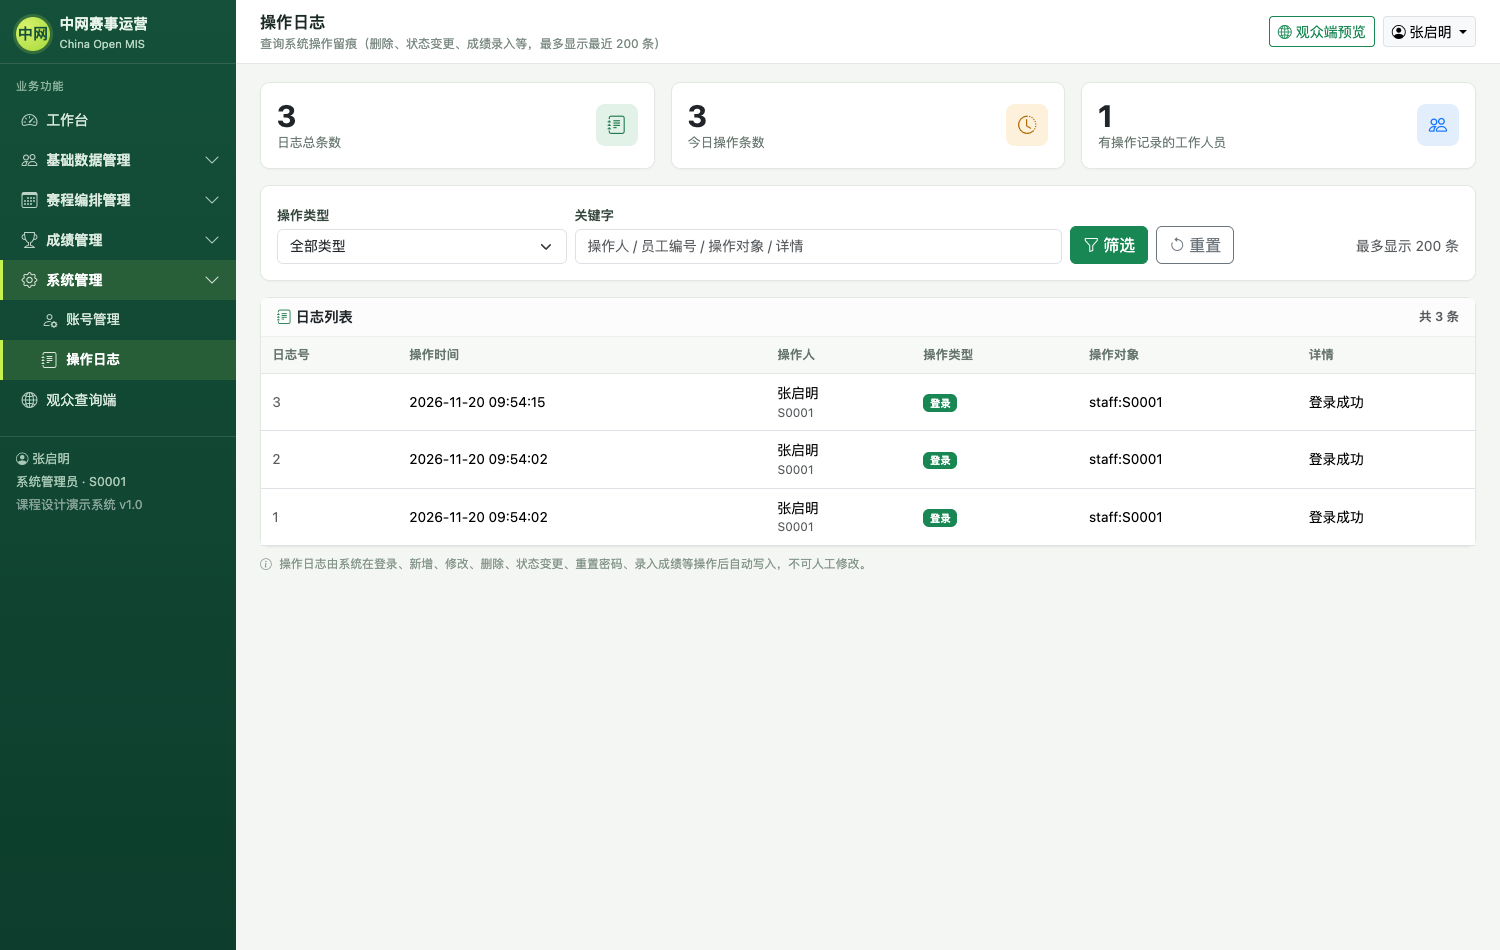 中网
中网赛事运营
China Open MIS
业务功能
工作台
基础数据管理
赛程编排管理
成绩管理
系统管理
账号管理
操作日志
观众查询端
张启明
系统管理员 · S0001
课程设计演示系统 v1.0
操作日志
查询系统操作留痕（删除、状态变更、成绩录入等，最多显示最近 200 条）
观众端预览
张启明
3
日志总条数
3
今日操作条数
1
有操作记录的工作人员
操作类型
关键字
全部类型
操作人 / 员工编号 / 操作对象 / 详情
筛选
重置
最多显示 200 条
日志列表
共 3 条
日志号 操作时间 操作人 操作类型 操作对象 详情
3 2026-11-20 09:54:15 张启明 登录 staff:S0001 登录成功
S0001
2 2026-11-20 09:54:02 张启明 登录 staff:S0001 登录成功
S0001
1 2026-11-20 09:54:02 张启明 登录 staff:S0001 登录成功
S0001
操作日志由系统在登录、新增、修改、删除、状态变更、重置密码、录入成绩等操作后自动写入，不可人工修改。